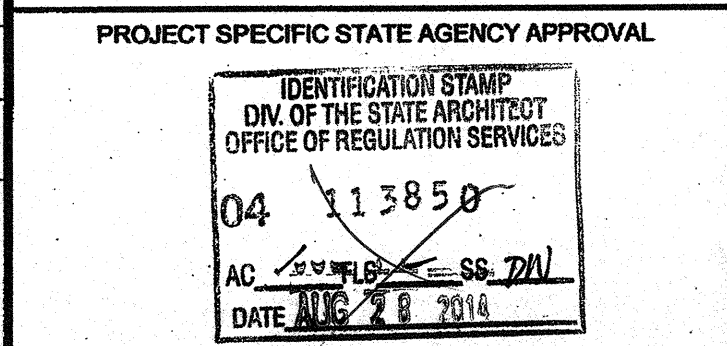 PROJECT SPECIFIC STATE AGENCY APPROVAL
IDENTIFICATION STAMP
DIV. OF THE STATE ARCHITECT
OFFICE OF REGULATION SERVICES
04 113850
AC FLS SS DW
DATE AUG 28 2014